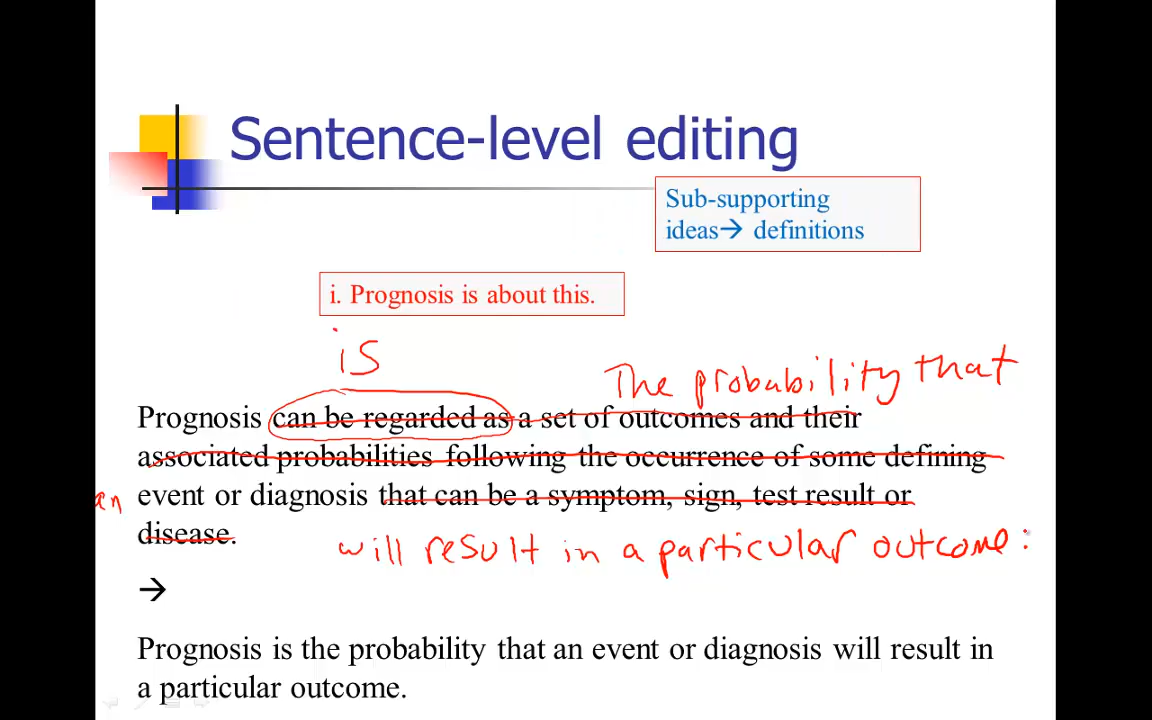 Sentence-level editing
Sub-supporting
ideas→ definitions
i. Prognosis is about this.
is
The probability that
Prognosis can be regarded as a set of outcomes and their
associated probabilities following the occurrence of some defining
an event or diagnosis that can be a symptom, sign, test result or
disease.
will result in a particular outcome.
→
Prognosis is the probability that an event or diagnosis will result in
a particular outcome.